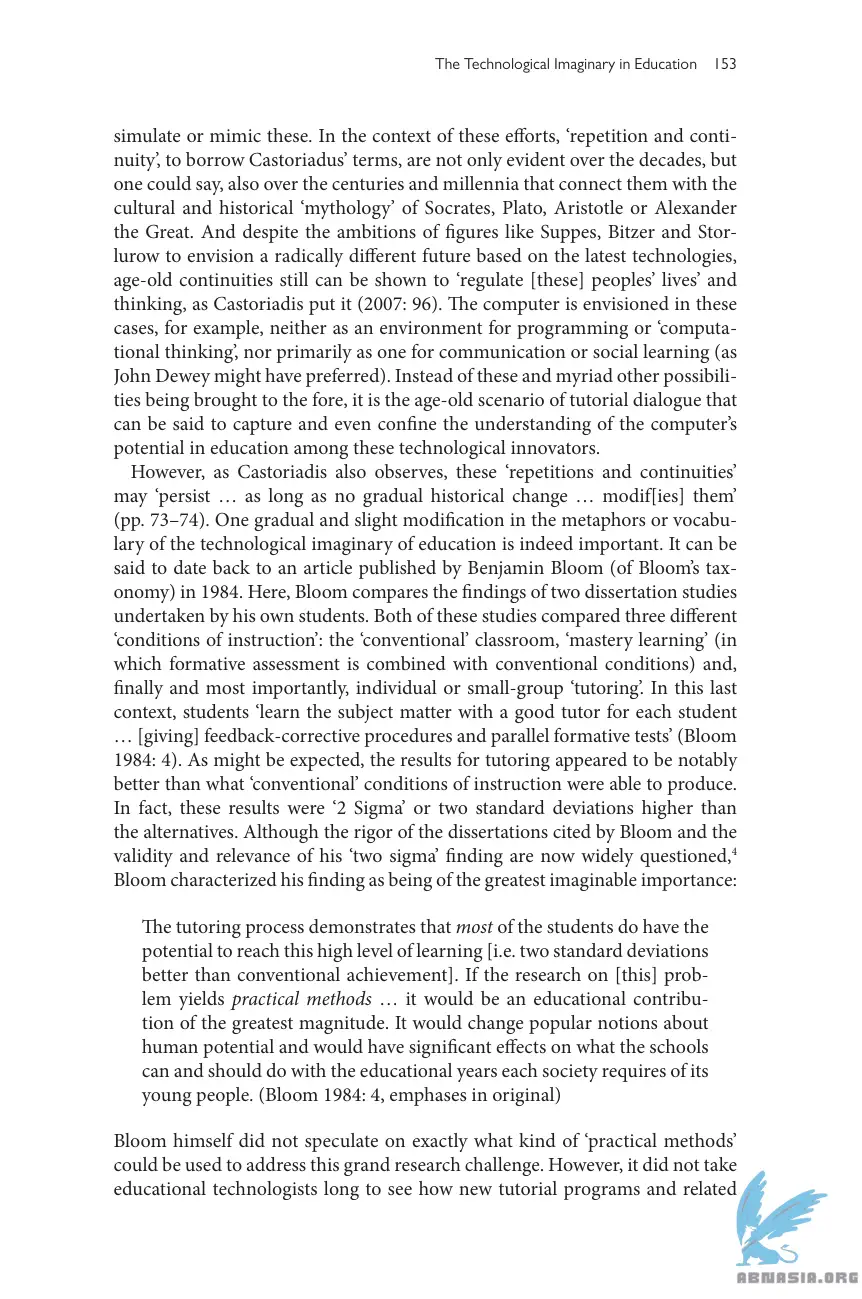 The Technological Imaginary in Education 153
simulate or mimic these. In the context of these efforts, ‘repetition and conti-
nuity’, to borrow Castoriadus’ terms, are not only evident over the decades, but
one could say, also over the centuries and millennia that connect them with the
cultural and historical ‘mythology’ of Socrates, Plato, Aristotle or Alexander
the Great. And despite the ambitions of figures like Suppes, Bitzer and Stor-
lurow to envision a radically different future based on the latest technologies,
age-old continuities still can be shown to ‘regulate [these] peoples’ lives’ and
thinking, as Castoriadis put it (2007: 96). The computer is envisioned in these
cases, for example, neither as an environment for programming or ‘computa-
tional thinking’, nor primarily as one for communication or social learning (as
John Dewey might have preferred). Instead of these and myriad other possibili-
ties being brought to the fore, it is the age-old scenario of tutorial dialogue that
can be said to capture and even confine the understanding of the computer’s
potential in education among these technological innovators.
However, as Castoriadis also observes, these ‘repetitions and continuities’
may ‘persist … as long as no gradual historical change … modif[ies] them’
(pp. 73–74). One gradual and slight modification in the metaphors or vocabu-
lary of the technological imaginary of education is indeed important. It can be
said to date back to an article published by Benjamin Bloom (of Bloom’s tax-
onomy) in 1984. Here, Bloom compares the findings of two dissertation studies
undertaken by his own students. Both of these studies compared three different
‘conditions of instruction’: the ‘conventional’ classroom, ‘mastery learning’ (in
which formative assessment is combined with conventional conditions) and,
finally and most importantly, individual or small-group ‘tutoring’. In this last
context, students ‘learn the subject matter with a good tutor for each student
… [giving] feedback-corrective procedures and parallel formative tests’ (Bloom
1984: 4). As might be expected, the results for tutoring appeared to be notably
better than what ‘conventional’ conditions of instruction were able to produce.
In fact, these results were ‘2 Sigma’ or two standard deviations higher than
the alternatives. Although the rigor of the dissertations cited by Bloom and the
validity and relevance of his ‘two sigma’ finding are now widely questioned,⁴
Bloom characterized his finding as being of the greatest imaginable importance:
The tutoring process demonstrates that most of the students do have the
potential to reach this high level of learning [i.e. two standard deviations
better than conventional achievement]. If the research on [this] prob-
lem yields practical methods … it would be an educational contribu-
tion of the greatest magnitude. It would change popular notions about
human potential and would have significant effects on what the schools
can and should do with the educational years each society requires of its
young people. (Bloom 1984: 4, emphases in original)
Bloom himself did not speculate on exactly what kind of ‘practical methods’
could be used to address this grand research challenge. However, it did not take
educational technologists long to see how new tutorial programs and related
ABNASIA.ORG